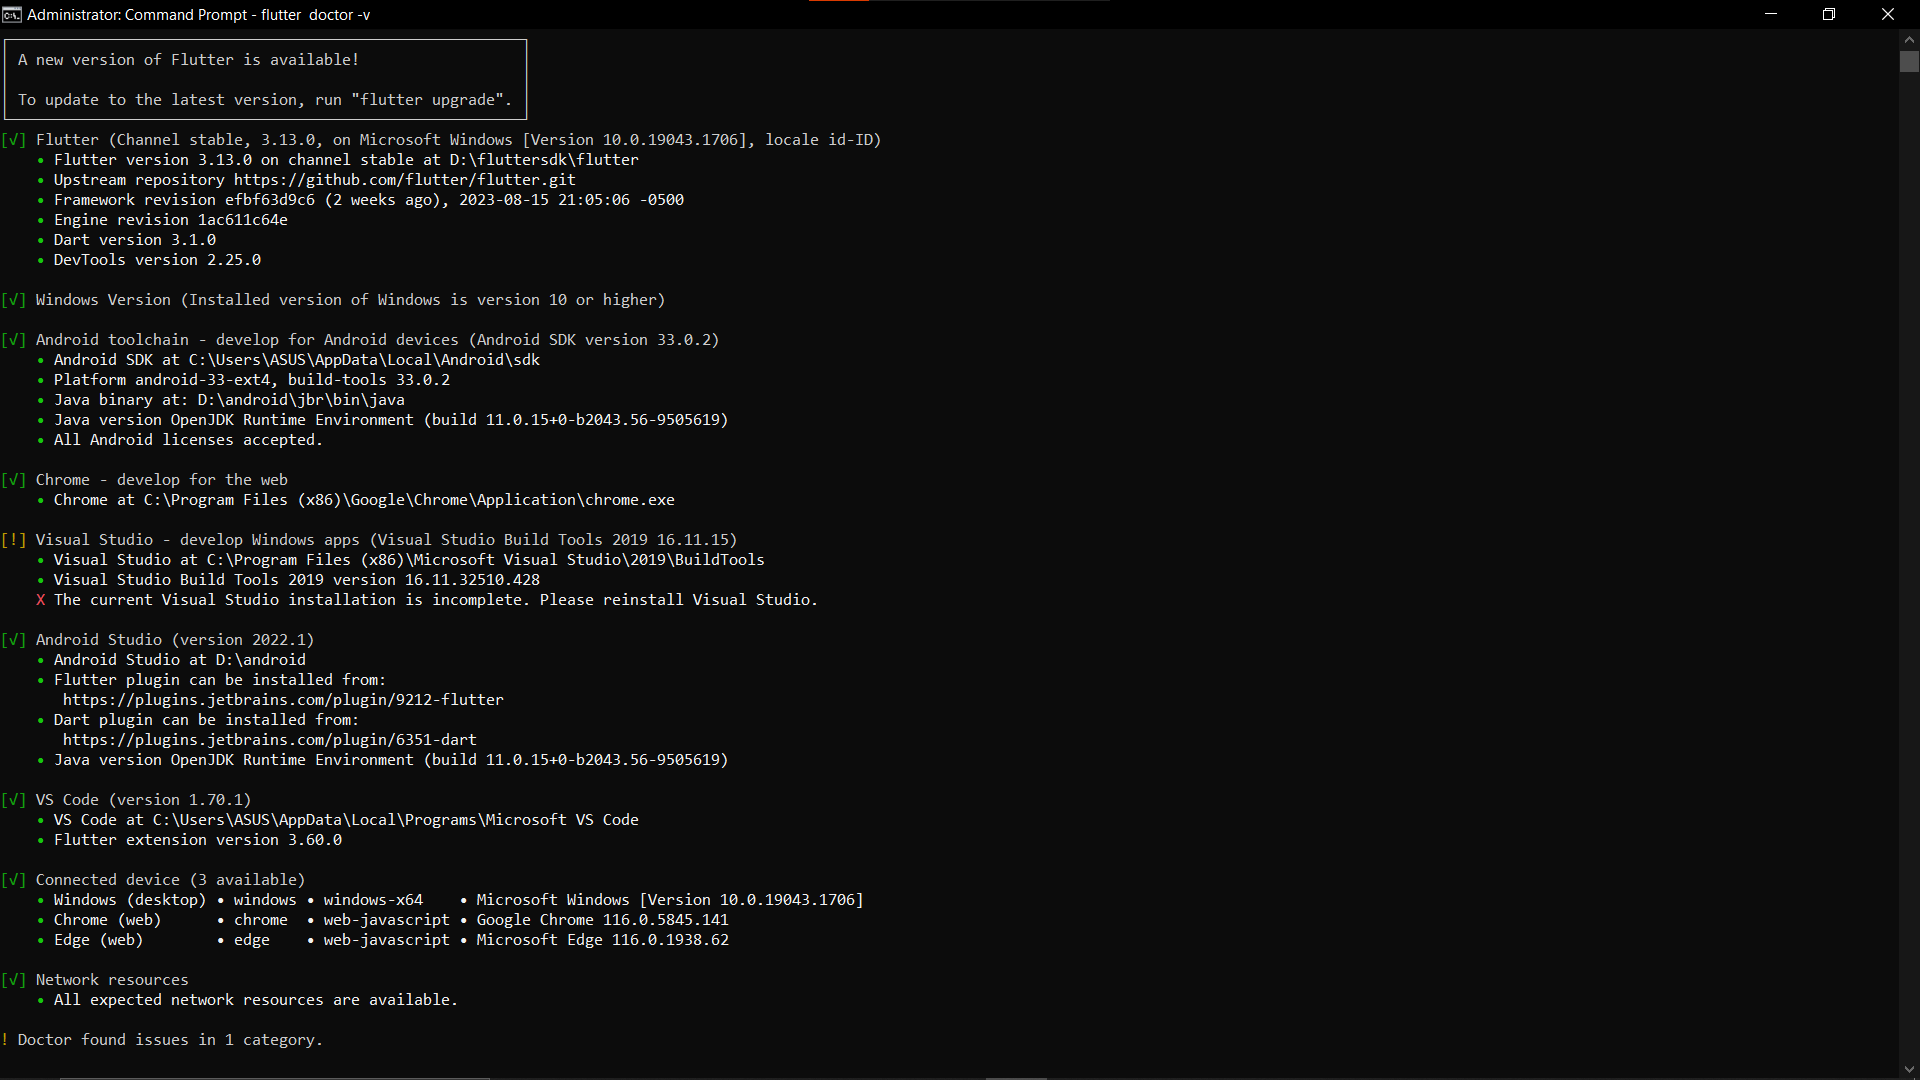 Administrator: Command Prompt - flutter  doctor -v
A new version of Flutter is available!
To update to the latest version, run "flutter upgrade".
[√] Flutter (Channel stable, 3.13.0, on Microsoft Windows [Version 10.0.19043.1706], locale id-ID)
• Flutter version 3.13.0 on channel stable at D:\fluttersdk\flutter
• Upstream repository https://github.com/flutter/flutter.git
• Framework revision efbf63d9c6 (2 weeks ago), 2023-08-15 21:05:06 -0500
• Engine revision 1ac611c64e
• Dart version 3.1.0
• DevTools version 2.25.0
[√] Windows Version (Installed version of Windows is version 10 or higher)
[√] Android toolchain - develop for Android devices (Android SDK version 33.0.2)
• Android SDK at C:\Users\ASUS\AppData\Local\Android\sdk
• Platform android-33-ext4, build-tools 33.0.2
• Java binary at: D:\android\jbr\bin\java
• Java version OpenJDK Runtime Environment (build 11.0.15+0-b2043.56-9505619)
• All Android licenses accepted.
[√] Chrome - develop for the web
• Chrome at C:\Program Files (x86)\Google\Chrome\Application\chrome.exe
[!] Visual Studio - develop Windows apps (Visual Studio Build Tools 2019 16.11.15)
• Visual Studio at C:\Program Files (x86)\Microsoft Visual Studio\2019\BuildTools
• Visual Studio Build Tools 2019 version 16.11.32510.428
X The current Visual Studio installation is incomplete. Please reinstall Visual Studio.
[√] Android Studio (version 2022.1)
• Android Studio at D:\android
• Flutter plugin can be installed from:
https://plugins.jetbrains.com/plugin/9212-flutter
• Dart plugin can be installed from:
https://plugins.jetbrains.com/plugin/6351-dart
• Java version OpenJDK Runtime Environment (build 11.0.15+0-b2043.56-9505619)
[√] VS Code (version 1.70.1)
• VS Code at C:\Users\ASUS\AppData\Local\Programs\Microsoft VS Code
• Flutter extension version 3.60.0
[√] Connected device (3 available)
• Windows (desktop) • windows • windows-x64    • Microsoft Windows [Version 10.0.19043.1706]
• Chrome (web)      • chrome  • web-javascript • Google Chrome 116.0.5845.141
• Edge (web)        • edge    • web-javascript • Microsoft Edge 116.0.1938.62
[√] Network resources
• All expected network resources are available.
! Doctor found issues in 1 category.